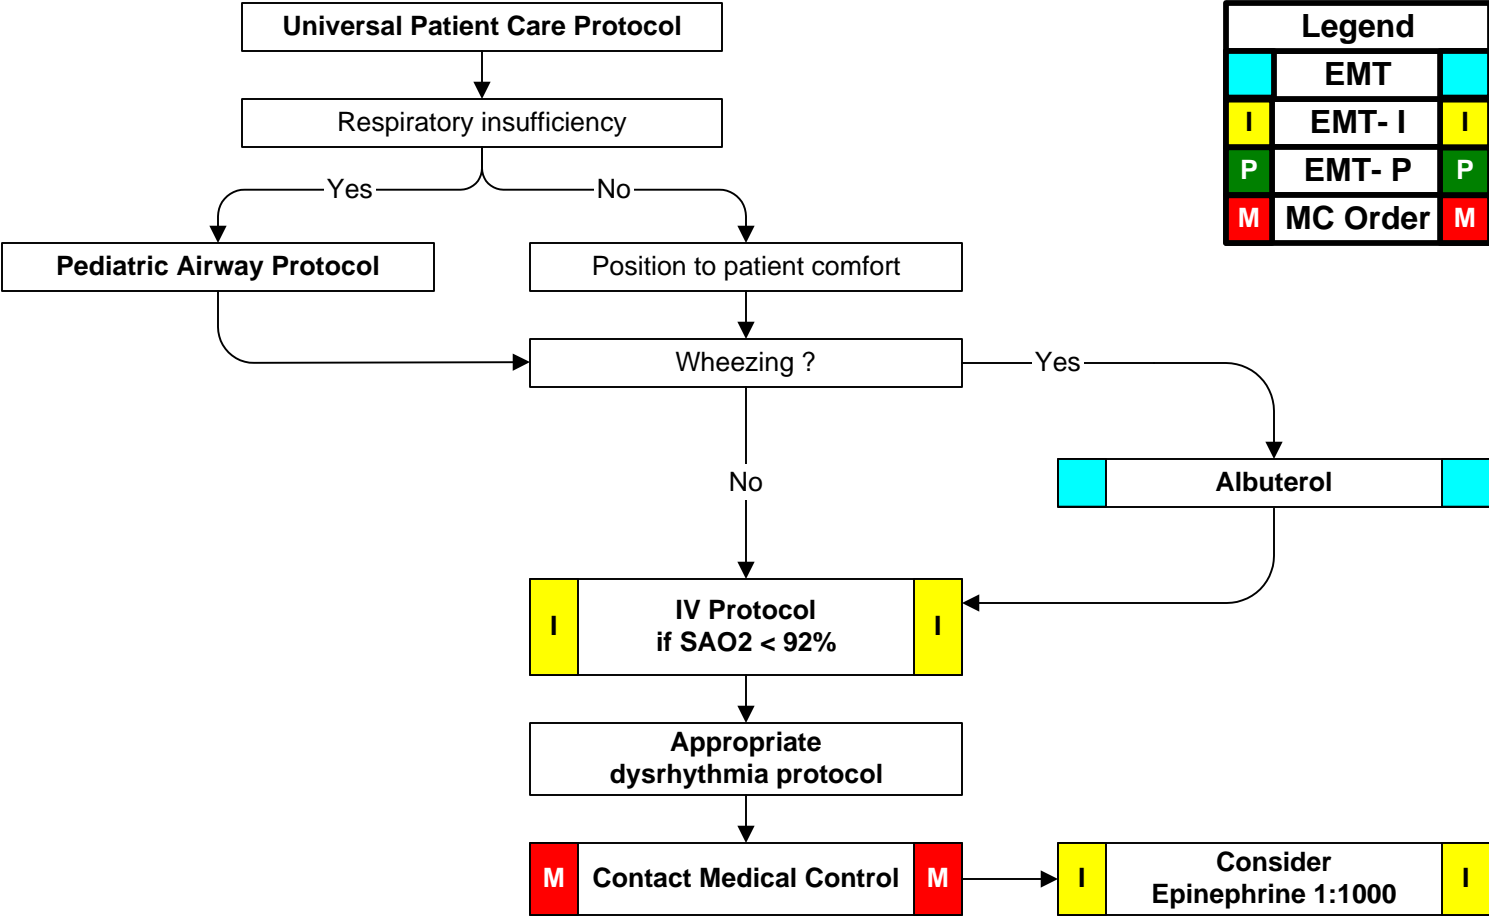 Universal Patient Care Protocol
Legend
EMT
I EMT- I I
P EMT- P P
M MC Order M
Respiratory insufficiency
Yes
No
Pediatric Airway Protocol
Position to patient comfort
Wheezing ?
Yes
No
Albuterol
I IV Protocol I
if SAO2 < 92%
Appropriate
dysrhythmia protocol
M Contact Medical Control M
I Consider I
Epinephrine 1:1000